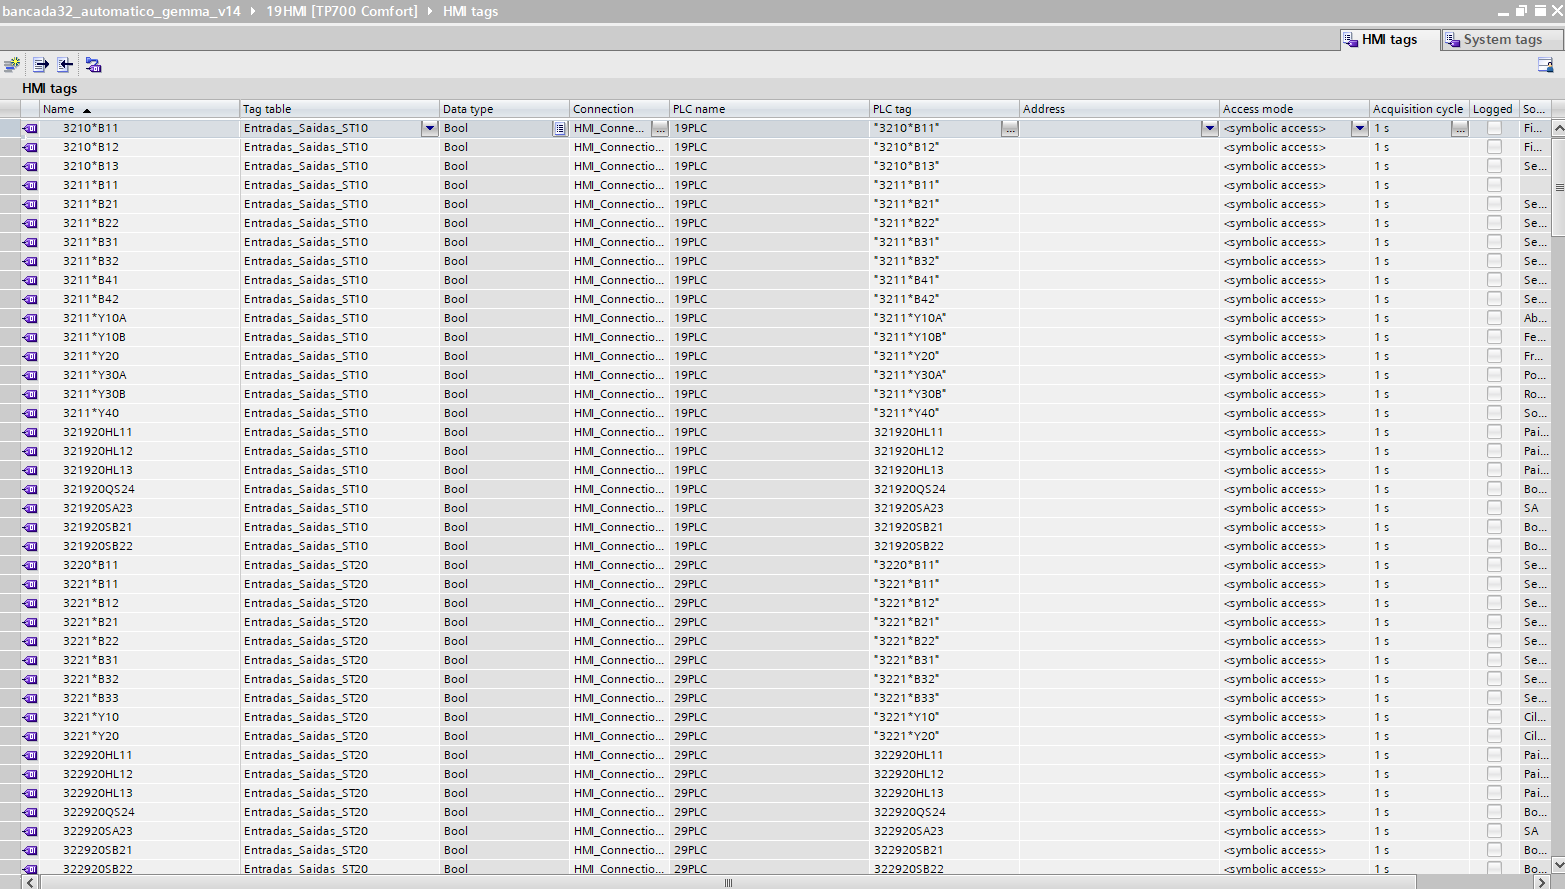 bancada32_automatico_gemma_v14 ▸ 19HMI [TP700 Comfort] ▸ HMI tags
HMI tags System tags
HMI tags
Name Tag table Data type Connection PLC name PLC tag Address Access mode Acquisition cycle Logged So...
3210*B11 Entradas_Saidas_ST10 Bool HMI_Conne... ... 19PLC "3210*B11" ... <symbolic access> 1 s ... Fi...
3210*B12 Entradas_Saidas_ST10 Bool HMI_Connectio... 19PLC "3210*B12" <symbolic access> 1 s Fi...
3210*B13 Entradas_Saidas_ST10 Bool HMI_Connectio... 19PLC "3210*B13" <symbolic access> 1 s Se...
3211*B11 Entradas_Saidas_ST10 Bool HMI_Connectio... 19PLC "3211*B11" <symbolic access> 1 s
3211*B21 Entradas_Saidas_ST10 Bool HMI_Connectio... 19PLC "3211*B21" <symbolic access> 1 s Se...
3211*B22 Entradas_Saidas_ST10 Bool HMI_Connectio... 19PLC "3211*B22" <symbolic access> 1 s Se...
3211*B31 Entradas_Saidas_ST10 Bool HMI_Connectio... 19PLC "3211*B31" <symbolic access> 1 s Se...
3211*B32 Entradas_Saidas_ST10 Bool HMI_Connectio... 19PLC "3211*B32" <symbolic access> 1 s Se...
3211*B41 Entradas_Saidas_ST10 Bool HMI_Connectio... 19PLC "3211*B41" <symbolic access> 1 s Se...
3211*B42 Entradas_Saidas_ST10 Bool HMI_Connectio... 19PLC "3211*B42" <symbolic access> 1 s Se...
3211*Y10A Entradas_Saidas_ST10 Bool HMI_Connectio... 19PLC "3211*Y10A" <symbolic access> 1 s Ab...
3211*Y10B Entradas_Saidas_ST10 Bool HMI_Connectio... 19PLC "3211*Y10B" <symbolic access> 1 s Fe...
3211*Y20 Entradas_Saidas_ST10 Bool HMI_Connectio... 19PLC "3211*Y20" <symbolic access> 1 s Fr...
3211*Y30A Entradas_Saidas_ST10 Bool HMI_Connectio... 19PLC "3211*Y30A" <symbolic access> 1 s Po...
3211*Y30B Entradas_Saidas_ST10 Bool HMI_Connectio... 19PLC "3211*Y30B" <symbolic access> 1 s Ro...
3211*Y40 Entradas_Saidas_ST10 Bool HMI_Connectio... 19PLC "3211*Y40" <symbolic access> 1 s So...
321920HL11 Entradas_Saidas_ST10 Bool HMI_Connectio... 19PLC 321920HL11 <symbolic access> 1 s Pai...
321920HL12 Entradas_Saidas_ST10 Bool HMI_Connectio... 19PLC 321920HL12 <symbolic access> 1 s Pai...
321920HL13 Entradas_Saidas_ST10 Bool HMI_Connectio... 19PLC 321920HL13 <symbolic access> 1 s Pai...
321920QS24 Entradas_Saidas_ST10 Bool HMI_Connectio... 19PLC 321920QS24 <symbolic access> 1 s Bo...
321920SA23 Entradas_Saidas_ST10 Bool HMI_Connectio... 19PLC 321920SA23 <symbolic access> 1 s SA
321920SB21 Entradas_Saidas_ST10 Bool HMI_Connectio... 19PLC 321920SB21 <symbolic access> 1 s Bo...
321920SB22 Entradas_Saidas_ST10 Bool HMI_Connectio... 19PLC 321920SB22 <symbolic access> 1 s Bo...
3220*B11 Entradas_Saidas_ST20 Bool HMI_Connectio... 29PLC "3220*B11" <symbolic access> 1 s Se...
3221*B11 Entradas_Saidas_ST20 Bool HMI_Connectio... 29PLC "3221*B11" <symbolic access> 1 s Se...
3221*B12 Entradas_Saidas_ST20 Bool HMI_Connectio... 29PLC "3221*B12" <symbolic access> 1 s Se...
3221*B21 Entradas_Saidas_ST20 Bool HMI_Connectio... 29PLC "3221*B21" <symbolic access> 1 s Se...
3221*B22 Entradas_Saidas_ST20 Bool HMI_Connectio... 29PLC "3221*B22" <symbolic access> 1 s Se...
3221*B31 Entradas_Saidas_ST20 Bool HMI_Connectio... 29PLC "3221*B31" <symbolic access> 1 s Se...
3221*B32 Entradas_Saidas_ST20 Bool HMI_Connectio... 29PLC "3221*B32" <symbolic access> 1 s Se...
3221*B33 Entradas_Saidas_ST20 Bool HMI_Connectio... 29PLC "3221*B33" <symbolic access> 1 s Se...
3221*Y10 Entradas_Saidas_ST20 Bool HMI_Connectio... 29PLC "3221*Y10" <symbolic access> 1 s Cil...
3221*Y20 Entradas_Saidas_ST20 Bool HMI_Connectio... 29PLC "3221*Y20" <symbolic access> 1 s Cil...
322920HL11 Entradas_Saidas_ST20 Bool HMI_Connectio... 29PLC 322920HL11 <symbolic access> 1 s Pai...
322920HL12 Entradas_Saidas_ST20 Bool HMI_Connectio... 29PLC 322920HL12 <symbolic access> 1 s Pai...
322920HL13 Entradas_Saidas_ST20 Bool HMI_Connectio... 29PLC 322920HL13 <symbolic access> 1 s Pai...
322920QS24 Entradas_Saidas_ST20 Bool HMI_Connectio... 29PLC 322920QS24 <symbolic access> 1 s Bo...
322920SA23 Entradas_Saidas_ST20 Bool HMI_Connectio... 29PLC 322920SA23 <symbolic access> 1 s SA
322920SB21 Entradas_Saidas_ST20 Bool HMI_Connectio... 29PLC 322920SB21 <symbolic access> 1 s Bo...
322920SB22 Entradas_Saidas_ST20 Bool HMI_Connectio... 29PLC 322920SB22 <symbolic access> 1 s Bo...